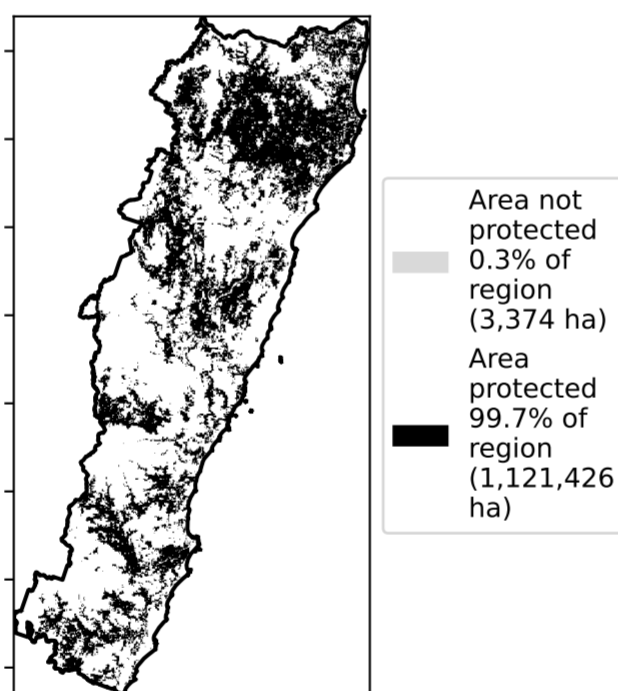 Area not
protected
0.3% of
region
(3,374 ha)
Area
protected
99.7% of
region
(1,121,426
ha)